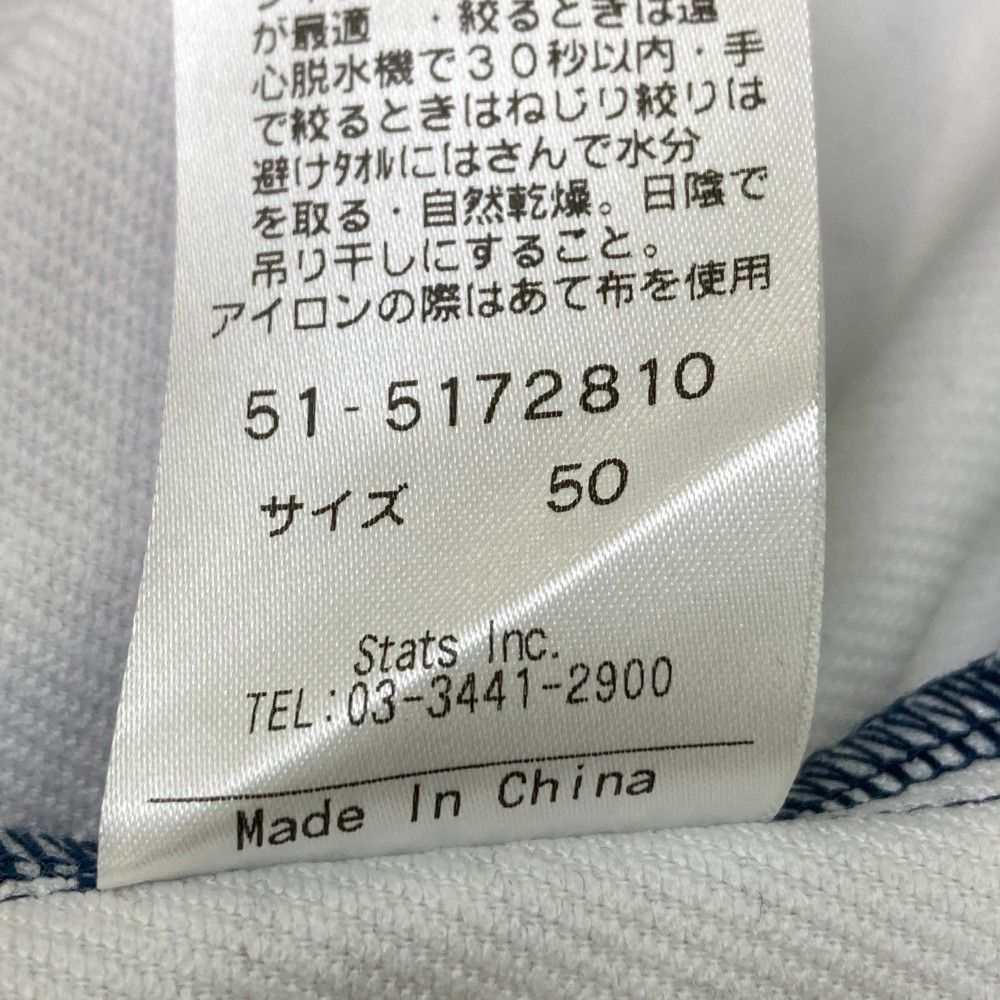 が最適　・絞るときは遠
心脱水機で３０秒以内・手
で絞るときはねじり絞りは
避けﾀｵﾙにはさんで水分
を取る・自然乾燥。日陰で
吊り干しにすること。
アイロンの際はあて布を使用
51-5172810
サイズ　50
Stats Inc.
TEL:03-3441-2900
Made In China